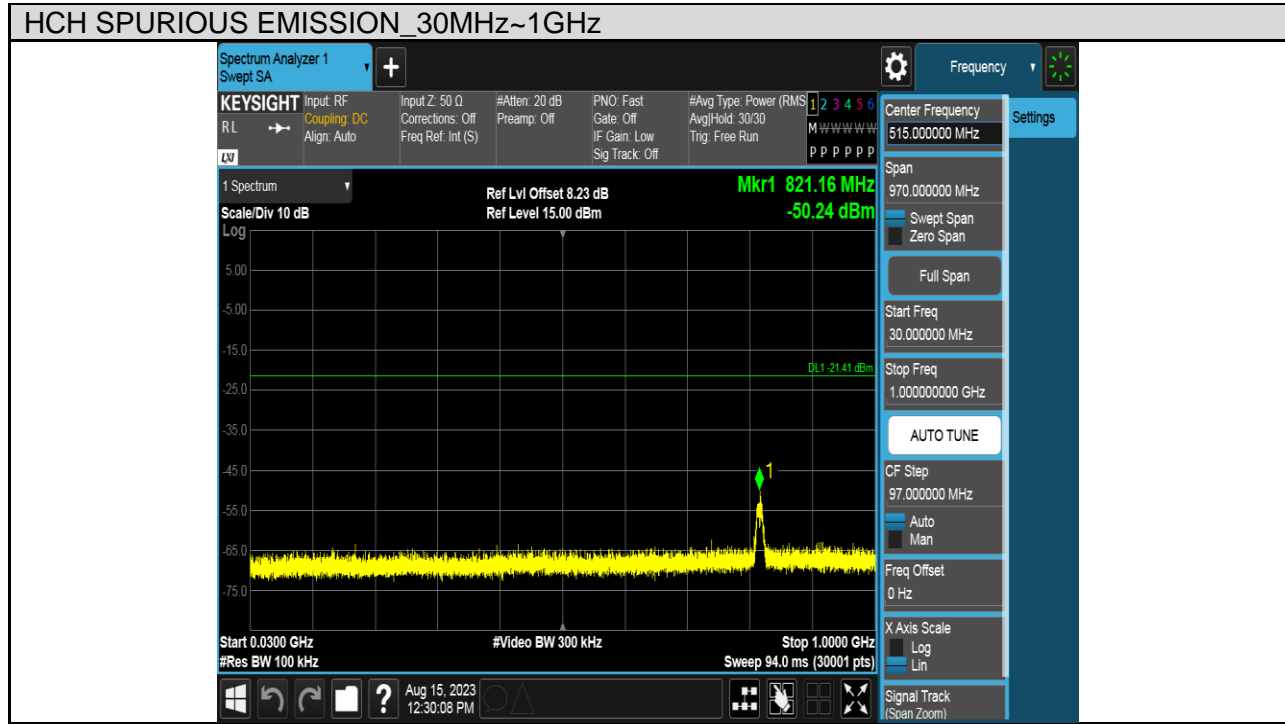 HCH SPURIOUS EMISSION_30MHz~1GHz
Spectrum Analyzer 1
Swept SA
+
Frequency
KEYSIGHT
RL
LXI
Input: RF
Coupling: DC
Align: Auto
Input Z: 50 Ω
Corrections: Off
Freq Ref: Int (S)
#Atten: 20 dB
Preamp: Off
PNO: Fast
Gate: Off
IF Gain: Low
Sig Track: Off
#Avg Type: Power (RMS
Avg|Hold: 30/30
Trig: Free Run
1 2 3 4 5 6
M W W W W W
P P P P P P
1 Spectrum
Scale/Div 10 dB
Ref Lvl Offset 8.23 dB
Ref Level 15.00 dBm
Mkr1 821.16 MHz
-50.24 dBm
Log
5.00
-5.00
-15.0
DL1 -21.41 dBm
-25.0
-35.0
-45.0
1
-55.0
-65.0
-75.0
Start 0.0300 GHz
#Res BW 100 kHz
#Video BW 300 kHz
Stop 1.0000 GHz
Sweep 94.0 ms (30001 pts)
Center Frequency
515.000000 MHz
Settings
Span
970.000000 MHz
Swept Span
Zero Span
Full Span
Start Freq
30.000000 MHz
Stop Freq
1.000000000 GHz
AUTO TUNE
CF Step
97.000000 MHz
Auto
Man
Freq Offset
0 Hz
X Axis Scale
Log
Lin
Signal Track
(Span Zoom)
?
Aug 15, 2023
12:30:08 PM